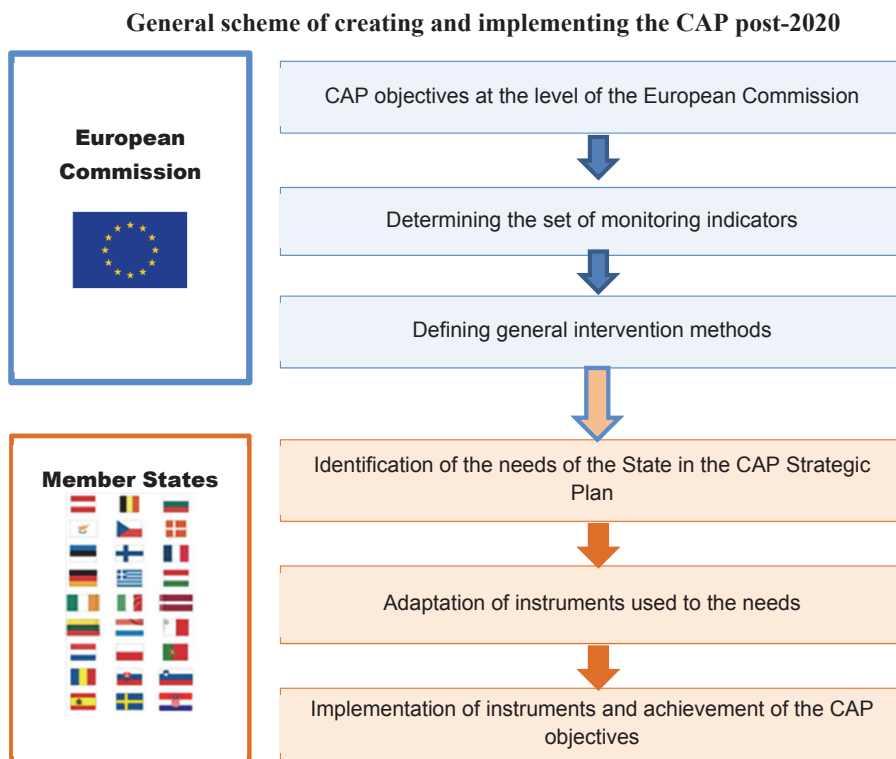 General scheme of creating and implementing the CAP post-2020
European
Commission
CAP objectives at the level of the European Commission
Determining the set of monitoring indicators
Defining general intervention methods
Member States
Identification of the needs of the State in the CAP Strategic
Plan
Adaptation of instruments used to the needs
Implementation of instruments and achievement of the CAP
objectives